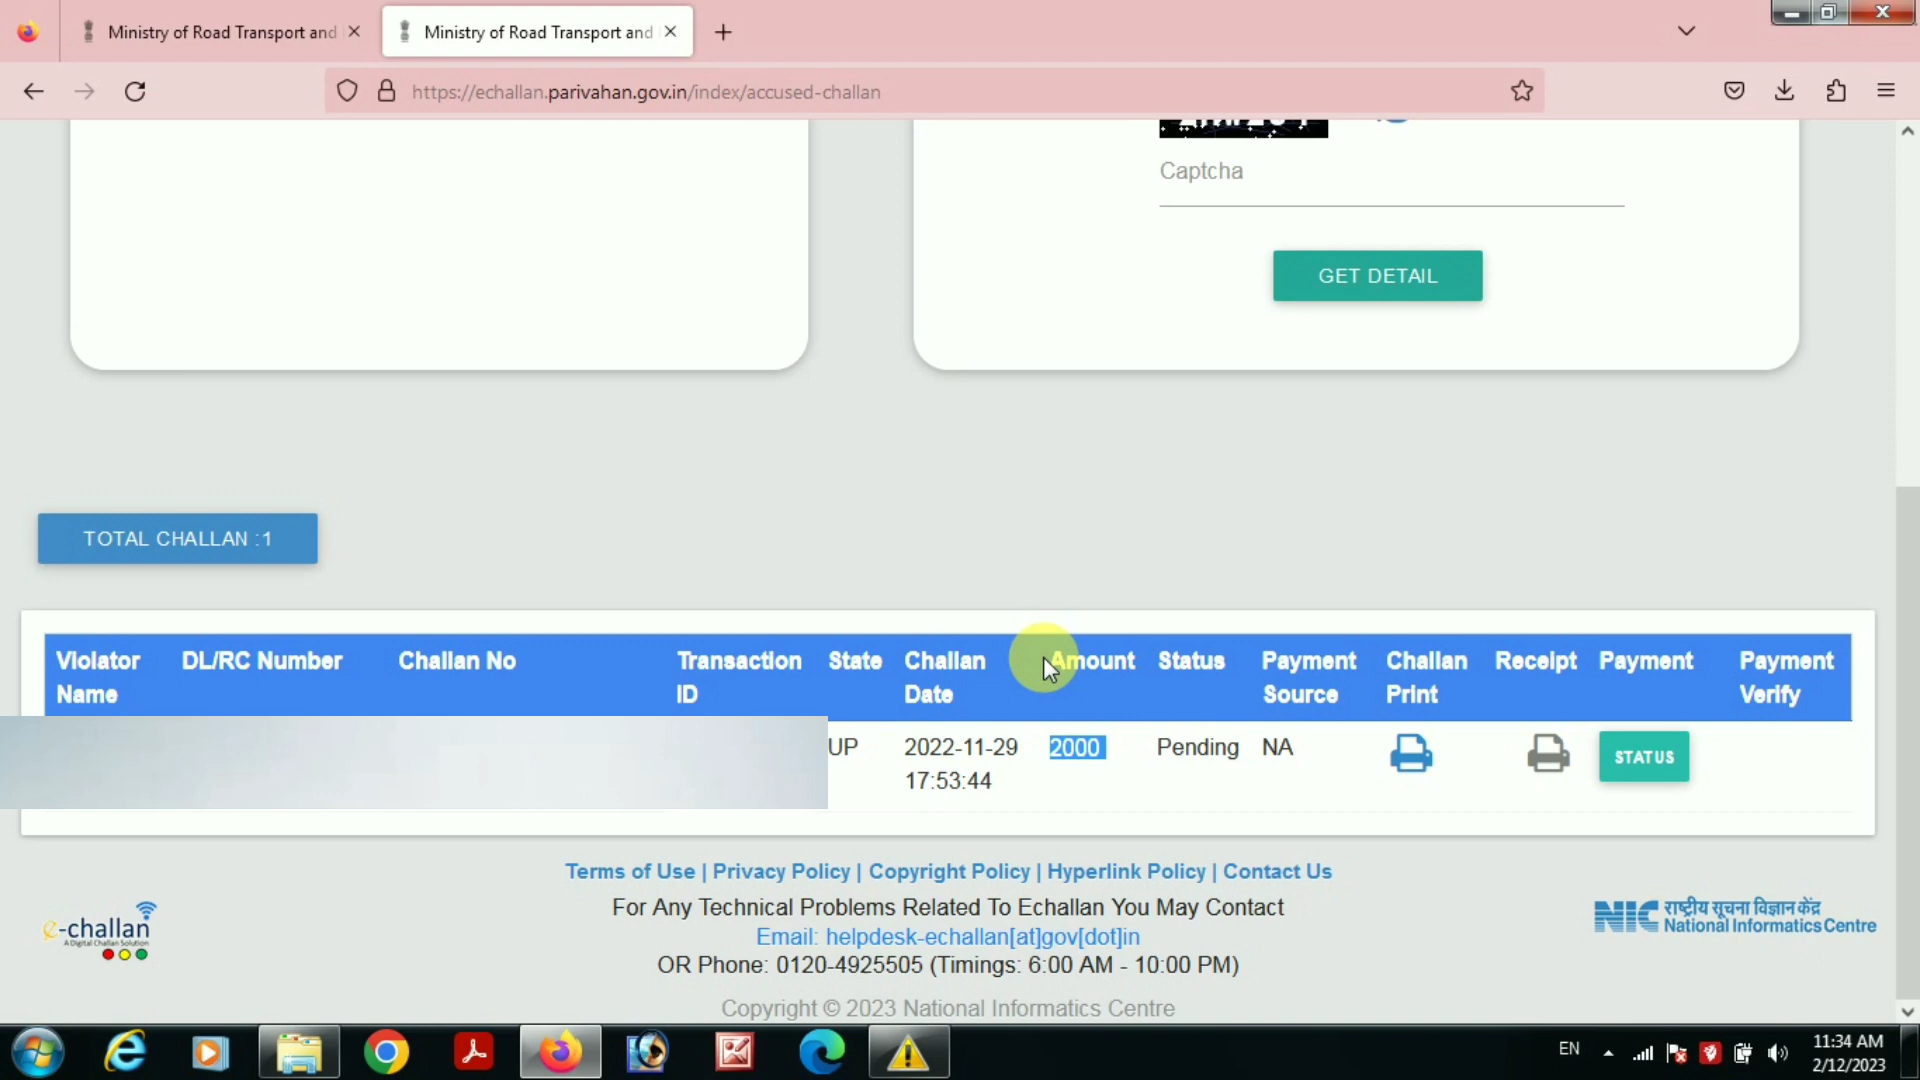 Ministry of Road Transport and
Ministry of Road Transport and
https://echallan.parivahan.gov.in/index/accused-challan
Captcha
GET DETAIL
TOTAL CHALLAN :1
Violator Name DL/RC Number Challan No Transaction ID State Challan Date Amount Status Payment Source Challan Print Receipt Payment Payment Verify
UP 2022-11-29 17:53:44 2000 Pending NA STATUS
Terms of Use | Privacy Policy | Copyright Policy | Hyperlink Policy | Contact Us
For Any Technical Problems Related To Echallan You May Contact
Email: helpdesk-echallan[at]gov[dot]in
OR Phone: 0120-4925505 (Timings: 6:00 AM - 10:00 PM)
Copyright © 2023 National Informatics Centre
e-challan
A Digital Challan Solution
NIC राष्ट्रीय सूचना विज्ञान केंद्र
National Informatics Centre
EN
11:34 AM
2/12/2023